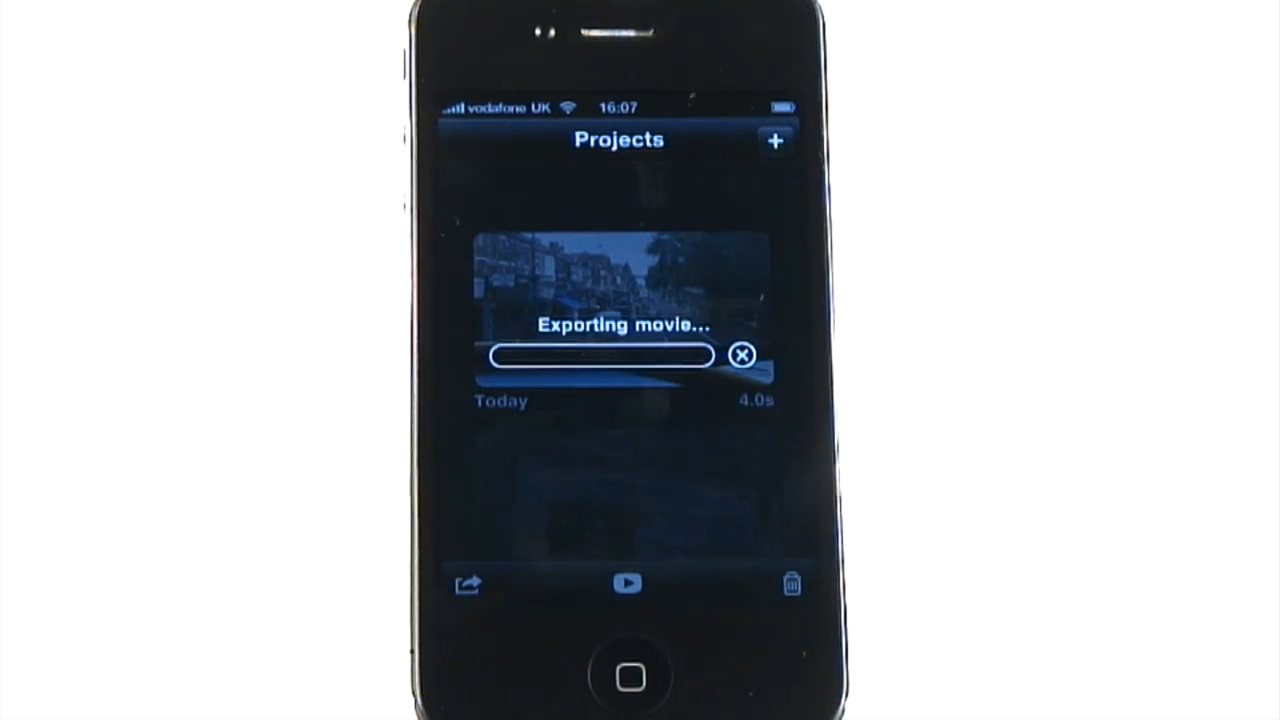 vodafone UK 16:07
Projects +
Exporting movie...
Today 4.0s